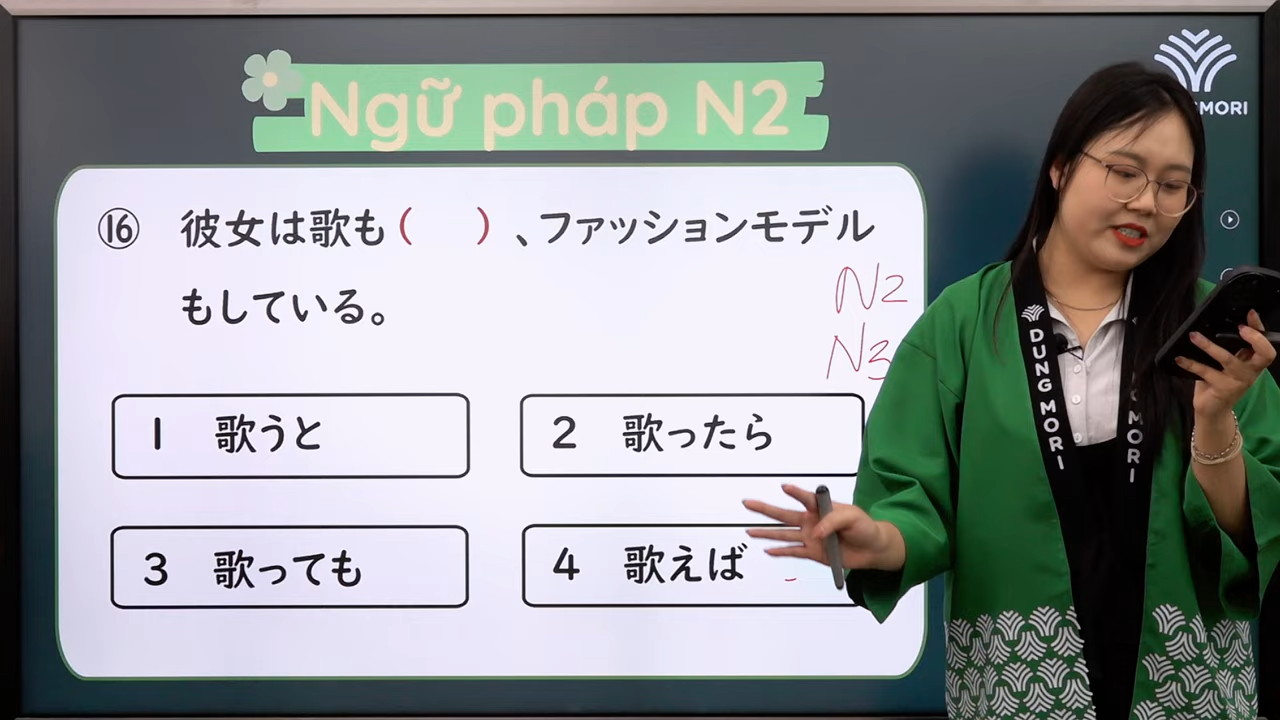 Ngữ pháp N2
MORI
⑯ 彼女は歌も( )、ファッションモデル
もしている。
N2
N3
1 歌うと
2 歌ったら
3 歌っても
4 歌えば
DUNG MORI
MORI